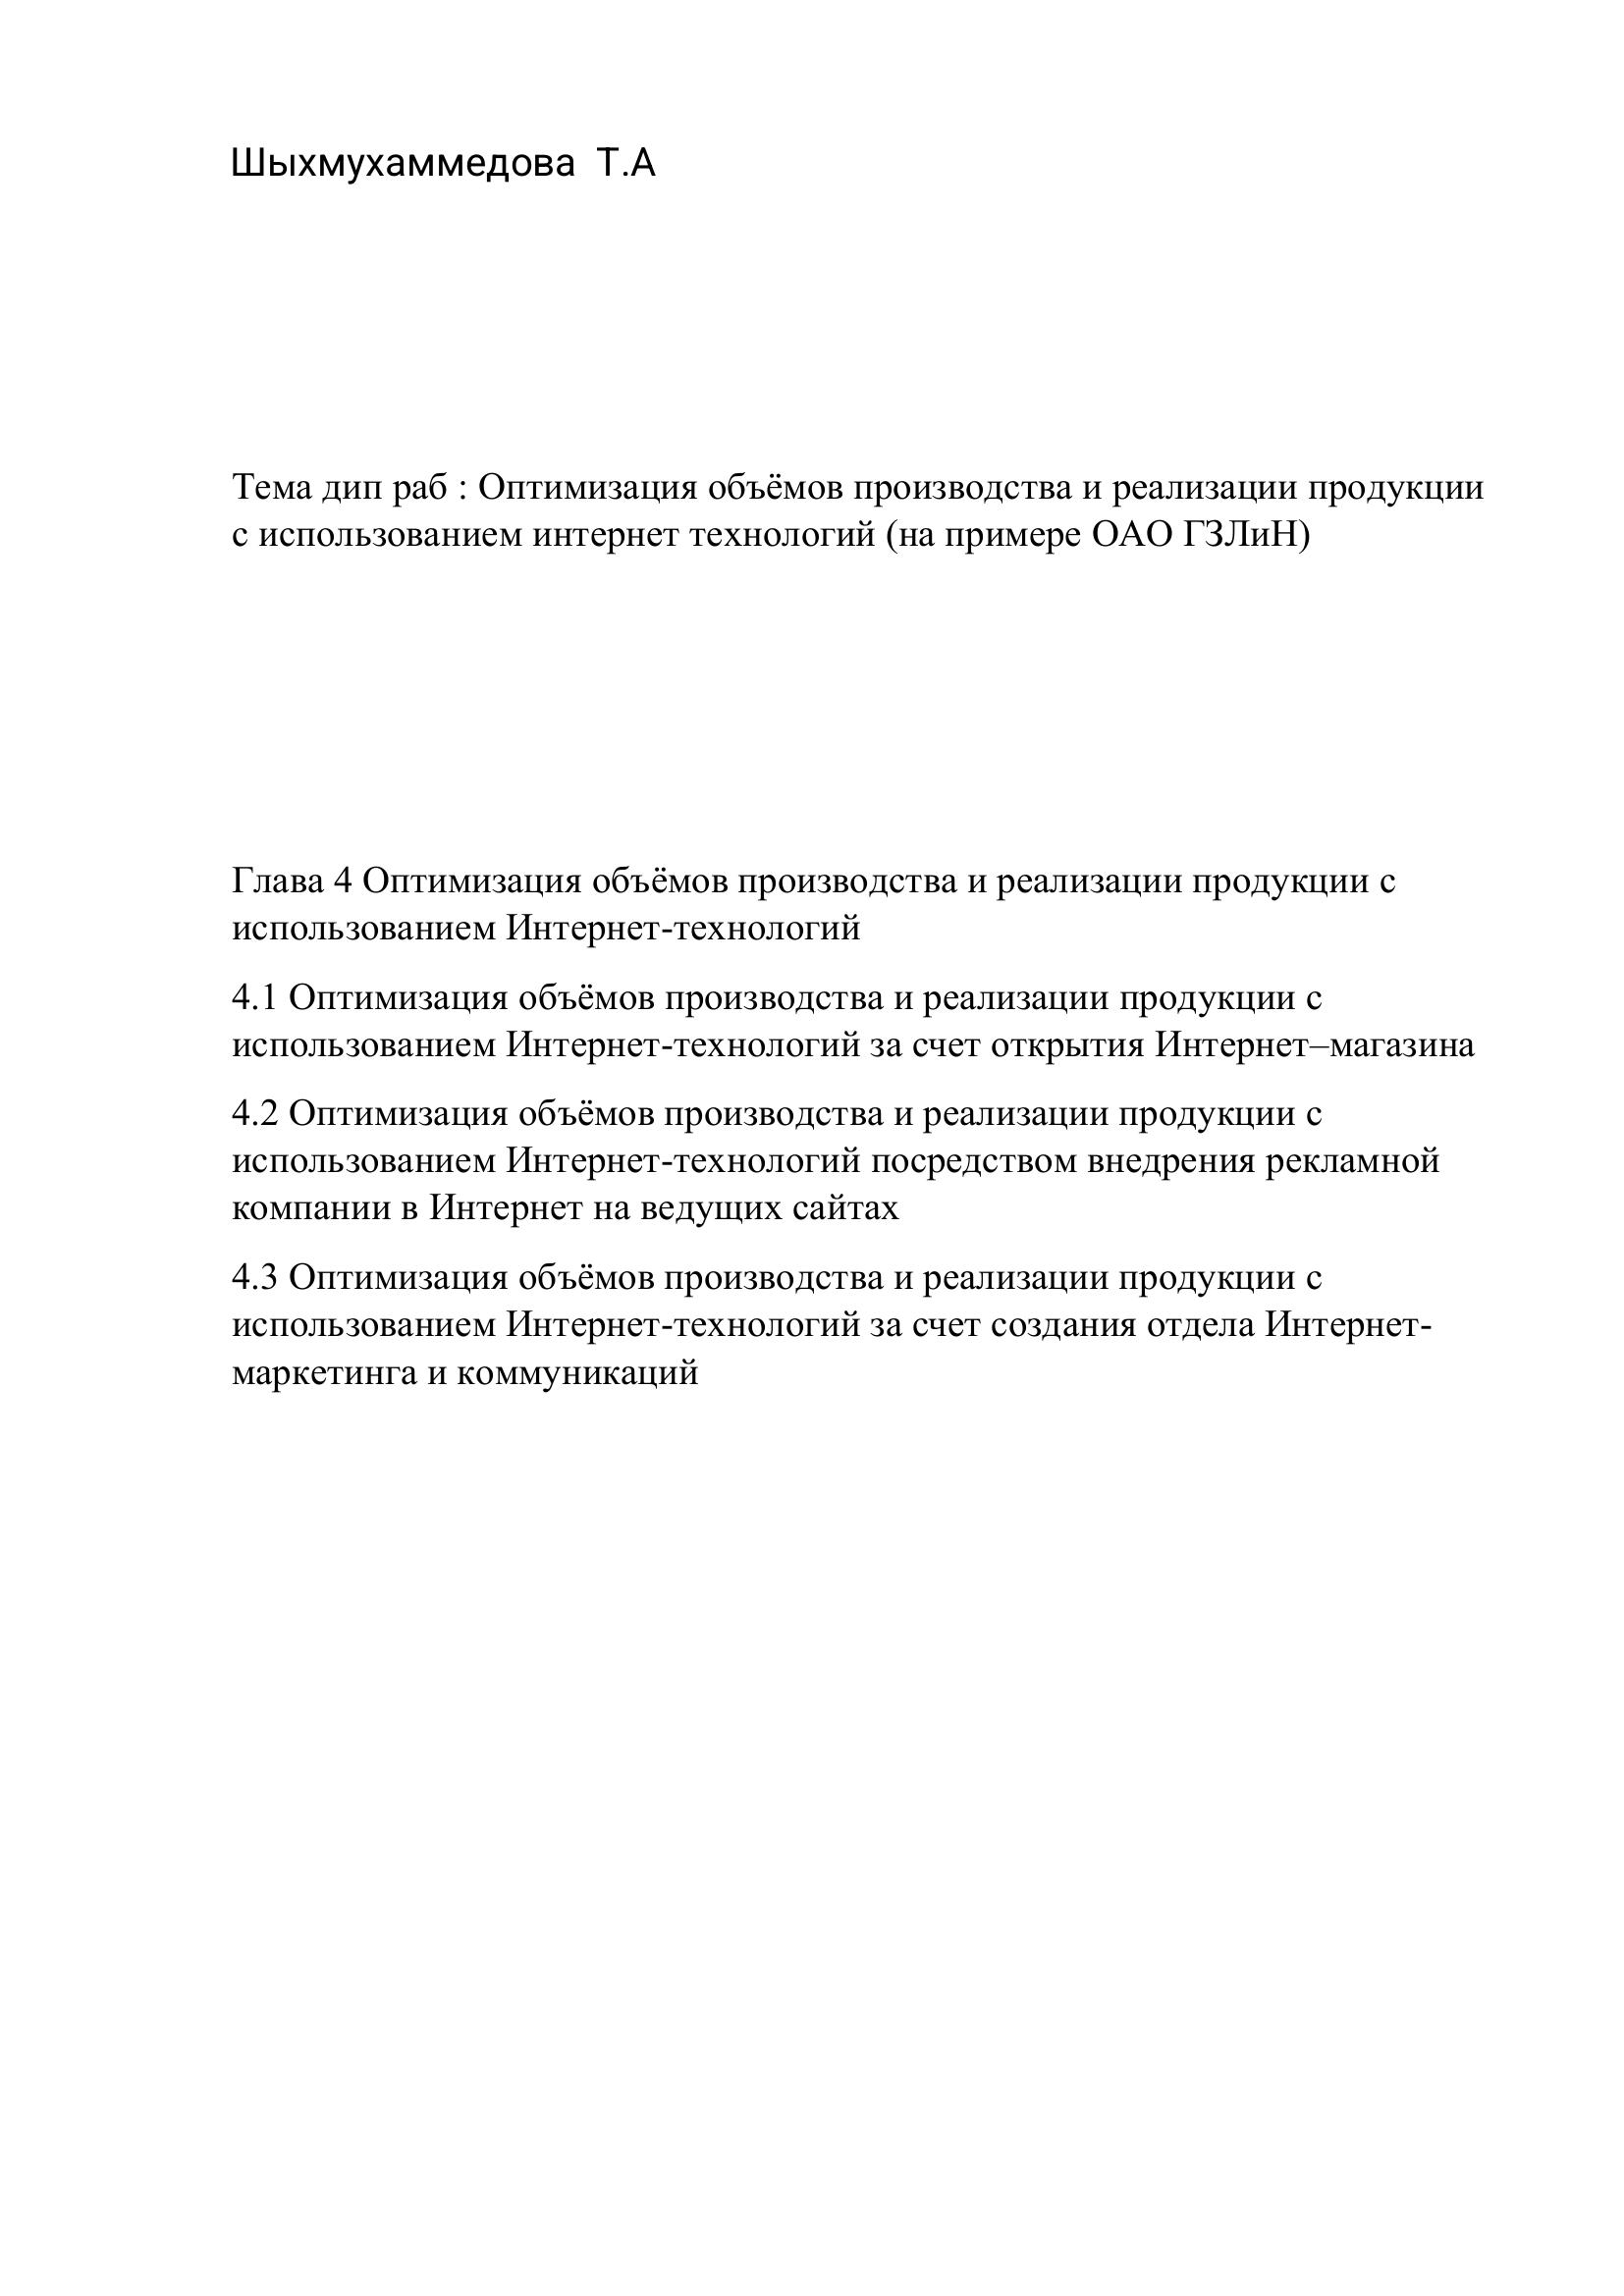 Шыхмухаммедова  Т.А
Тема дип раб : Оптимизация объёмов производства и реализации продукции
с использованием интернет технологий (на примере ОАО ГЗЛиН)
Глава 4 Оптимизация объёмов производства и реализации продукции с
использованием Интернет-технологий
4.1 Оптимизация объёмов производства и реализации продукции с
использованием Интернет-технологий за счет открытия Интернет–магазина
4.2 Оптимизация объёмов производства и реализации продукции с
использованием Интернет-технологий посредством внедрения рекламной
компании в Интернет на ведущих сайтах
4.3 Оптимизация объёмов производства и реализации продукции с
использованием Интернет-технологий за счет создания отдела Интернет-
маркетинга и коммуникаций